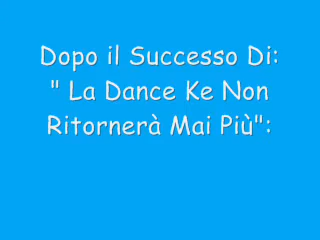 Dopo il Successo Di:
" La Dance Ke Non
Ritornerà Mai Più":